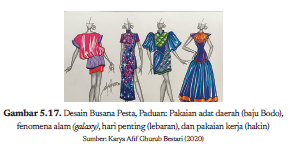 Gambar 5.17. Desain Busana Pesta, Paduan: Pakaian adat daerah (baju Bodo),
fenomena alam (galaxy), hari penting (lebaran), dan pakaian kerja (hakin)
Sumber: Karya Afif Ghurub Bestari (2020)